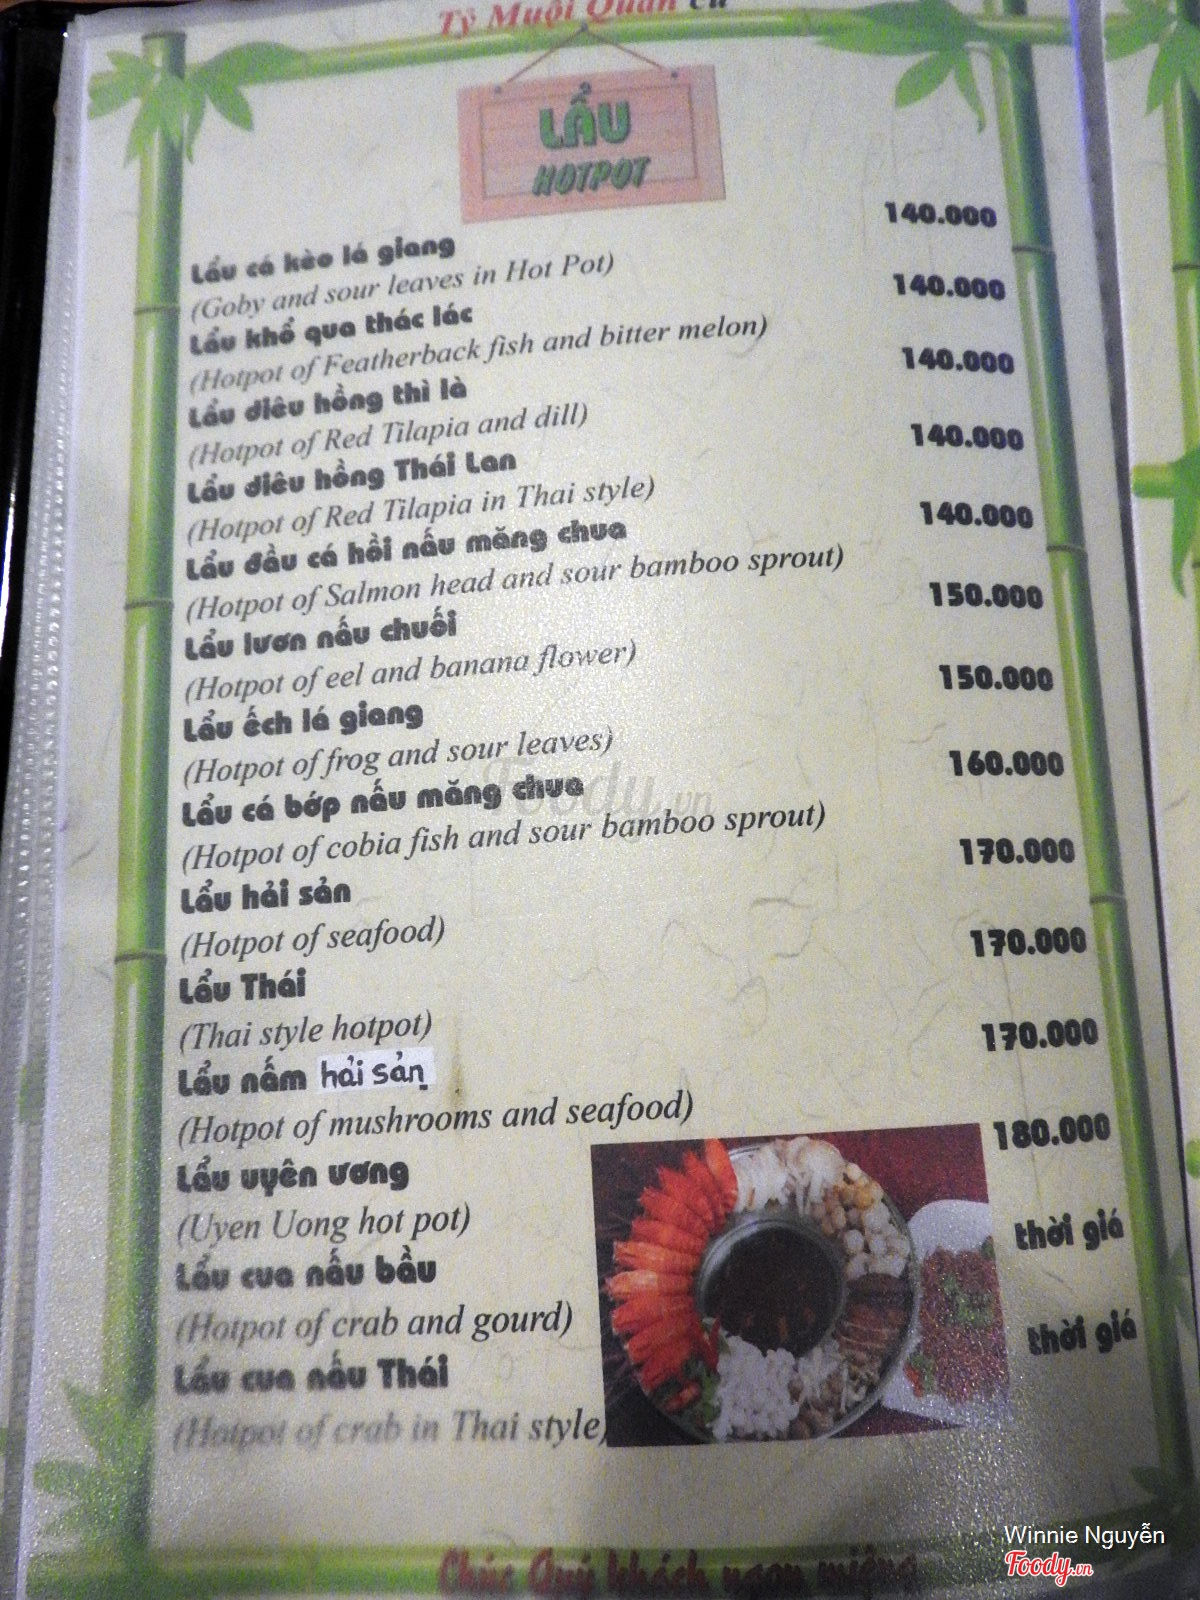 Tỷ Muội Quán cũ
LẨU
HOTPOT
Lẩu cá kèo lá giang 140.000
(Goby and sour leaves in Hot Pot)
Lẩu khổ qua thác lác 140.000
(Hotpot of Featherback fish and bitter melon)
Lẩu diêu hồng thì là 140.000
(Hotpot of Red Tilapia and dill)
Lẩu diêu hồng Thái Lan 140.000
(Hotpot of Red Tilapia in Thai style)
Lẩu đầu cá hồi nấu măng chua 140.000
(Hotpot of Salmon head and sour bamboo sprout)
Lẩu lươn nấu chuối 150.000
(Hotpot of eel and banana flower)
Lẩu ếch lá giang 150.000
(Hotpot of frog and sour leaves)
Lẩu cá bớp nấu măng chua 160.000
(Hotpot of cobia fish and sour bamboo sprout)
Lẩu hải sản 170.000
(Hotpot of seafood)
Lẩu Thái 170.000
(Thai style hotpot)
Lẩu nấm hải sản 170.000
(Hotpot of mushrooms and seafood)
Lẩu uyên ương 180.000
(Uyen Uong hot pot)
Lẩu cua nấu bầu thời giá
(Hotpot of crab and gourd)
Lẩu cua nấu Thái thời giá
(Hotpot of crab in Thai style)
Chúc Quý khách ngon miệng
Foody.vn
Winnie Nguyễn
Foody.vn